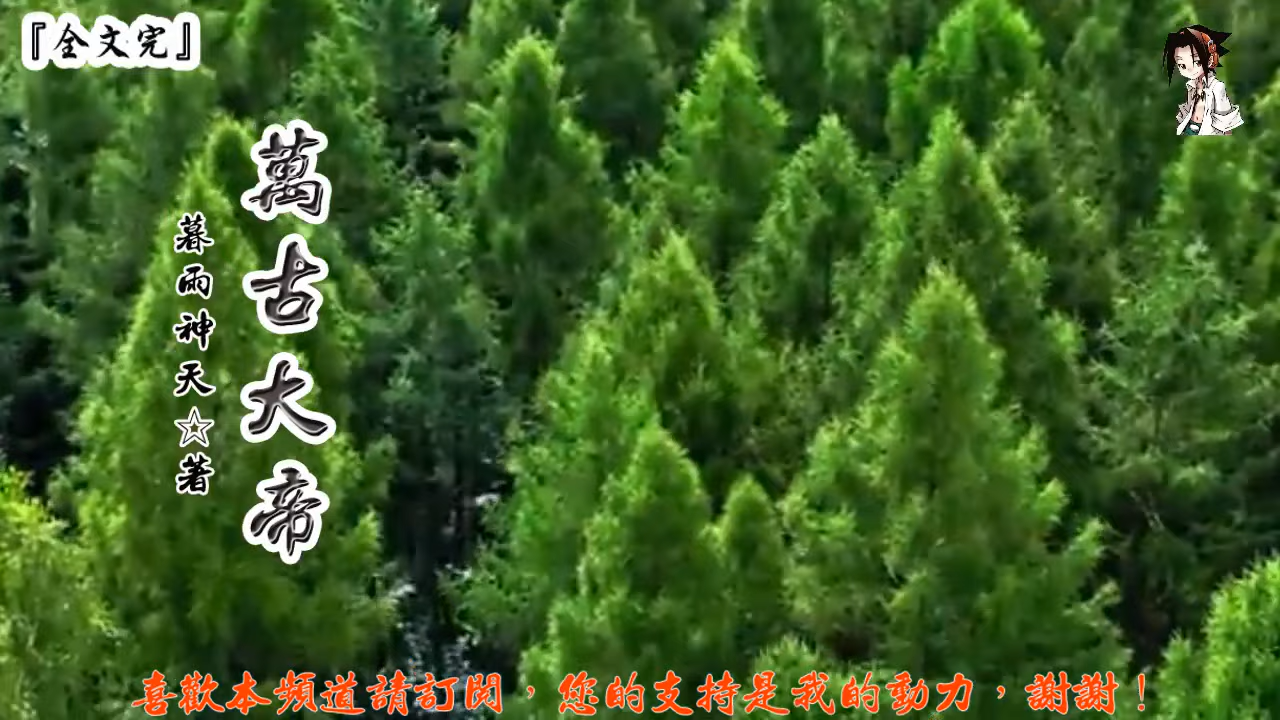 『全文完』
萬古大帝
暮雨神天☆著
喜歡本頻道請訂閱，您的支持是我的動力，謝謝！